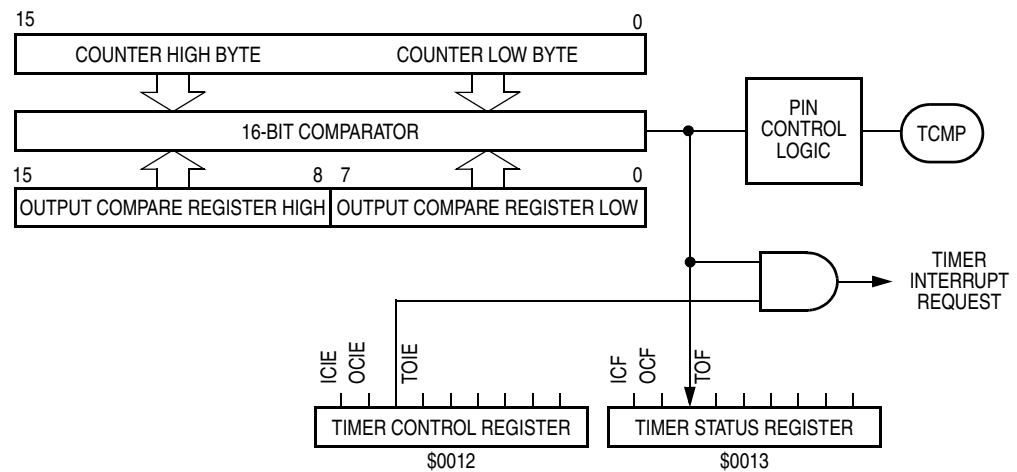 15 0
COUNTER HIGH BYTE COUNTER LOW BYTE
16-BIT COMPARATOR
PIN
CONTROL
LOGIC
TCMP
15 8 7 0
OUTPUT COMPARE REGISTER HIGH OUTPUT COMPARE REGISTER LOW
TIMER
INTERRUPT
REQUEST
ICIE
OCIE
TOIE
ICF
OCF
TOF
TIMER CONTROL REGISTER
$0012
TIMER STATUS REGISTER
$0013